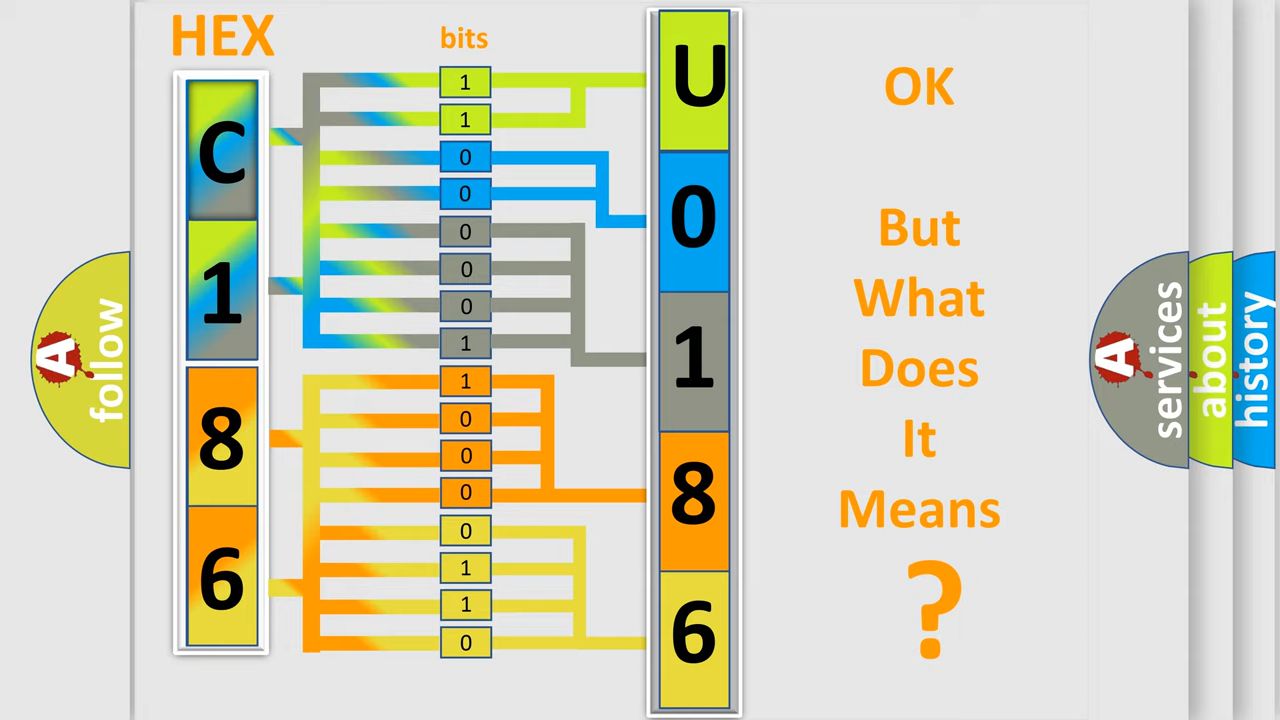 HEX
bits
C
1
8
6
1
1
0
0
0
0
0
1
1
0
0
0
0
1
1
0
U
0
1
8
6
OK
But
What
Does
It
Means
?
A
follow
A
services
about
history